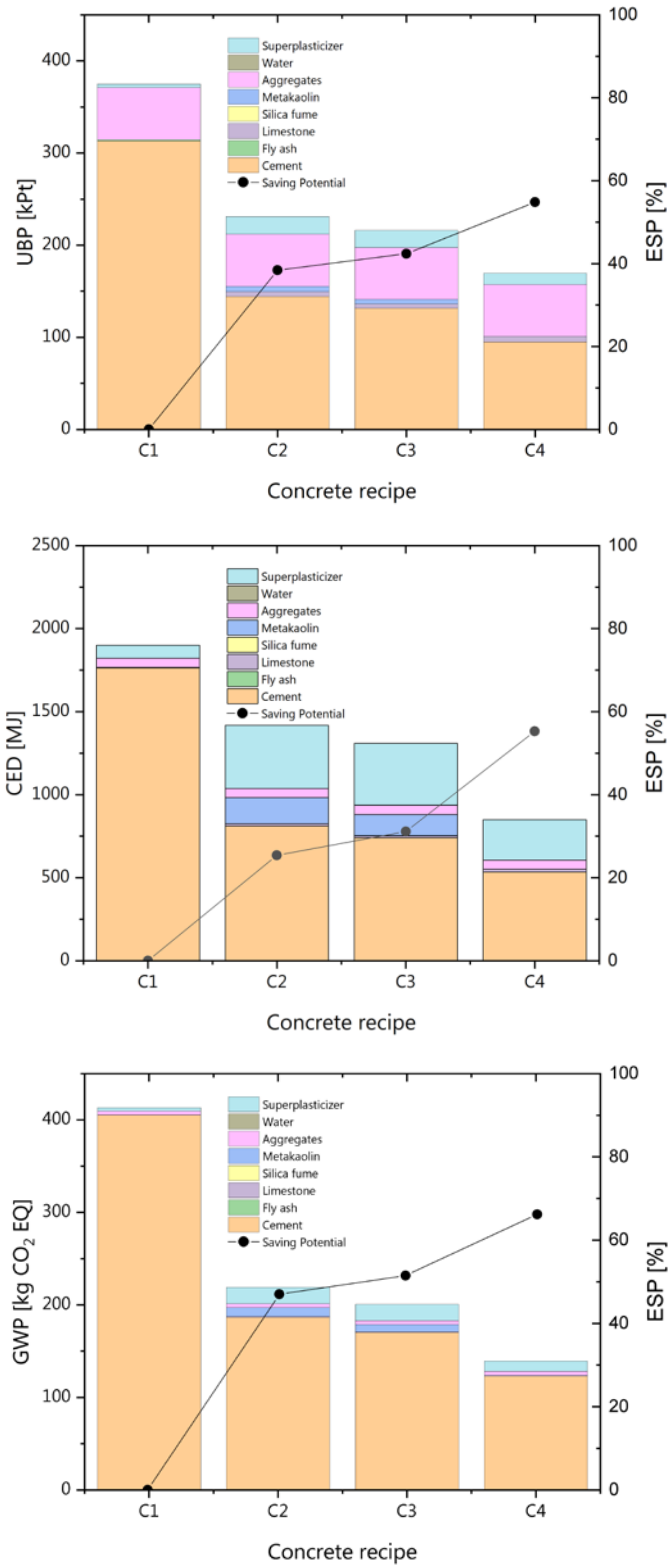 UBP [kPt]
400
300
200
100
0
Superplasticizer
Water
Aggregates
Metakaolin
Silica fume
Limestone
Fly ash
Cement
Saving Potential
100
80
60
40
20
0
ESP [%]
C1 C2 C3 C4
Concrete recipe
CED [MJ]
2500
2000
1500
1000
500
0
Superplasticizer
Water
Aggregates
Metakaolin
Silica fume
Limestone
Fly ash
Cement
Saving Potential
100
80
60
40
20
0
ESP [%]
C1 C2 C3 C4
Concrete recipe
GWP [kg CO₂ EQ]
400
300
200
100
0
Superplasticizer
Water
Aggregates
Metakaolin
Silica fume
Limestone
Fly ash
Cement
Saving Potential
100
80
60
40
20
0
ESP [%]
C1 C2 C3 C4
Concrete recipe